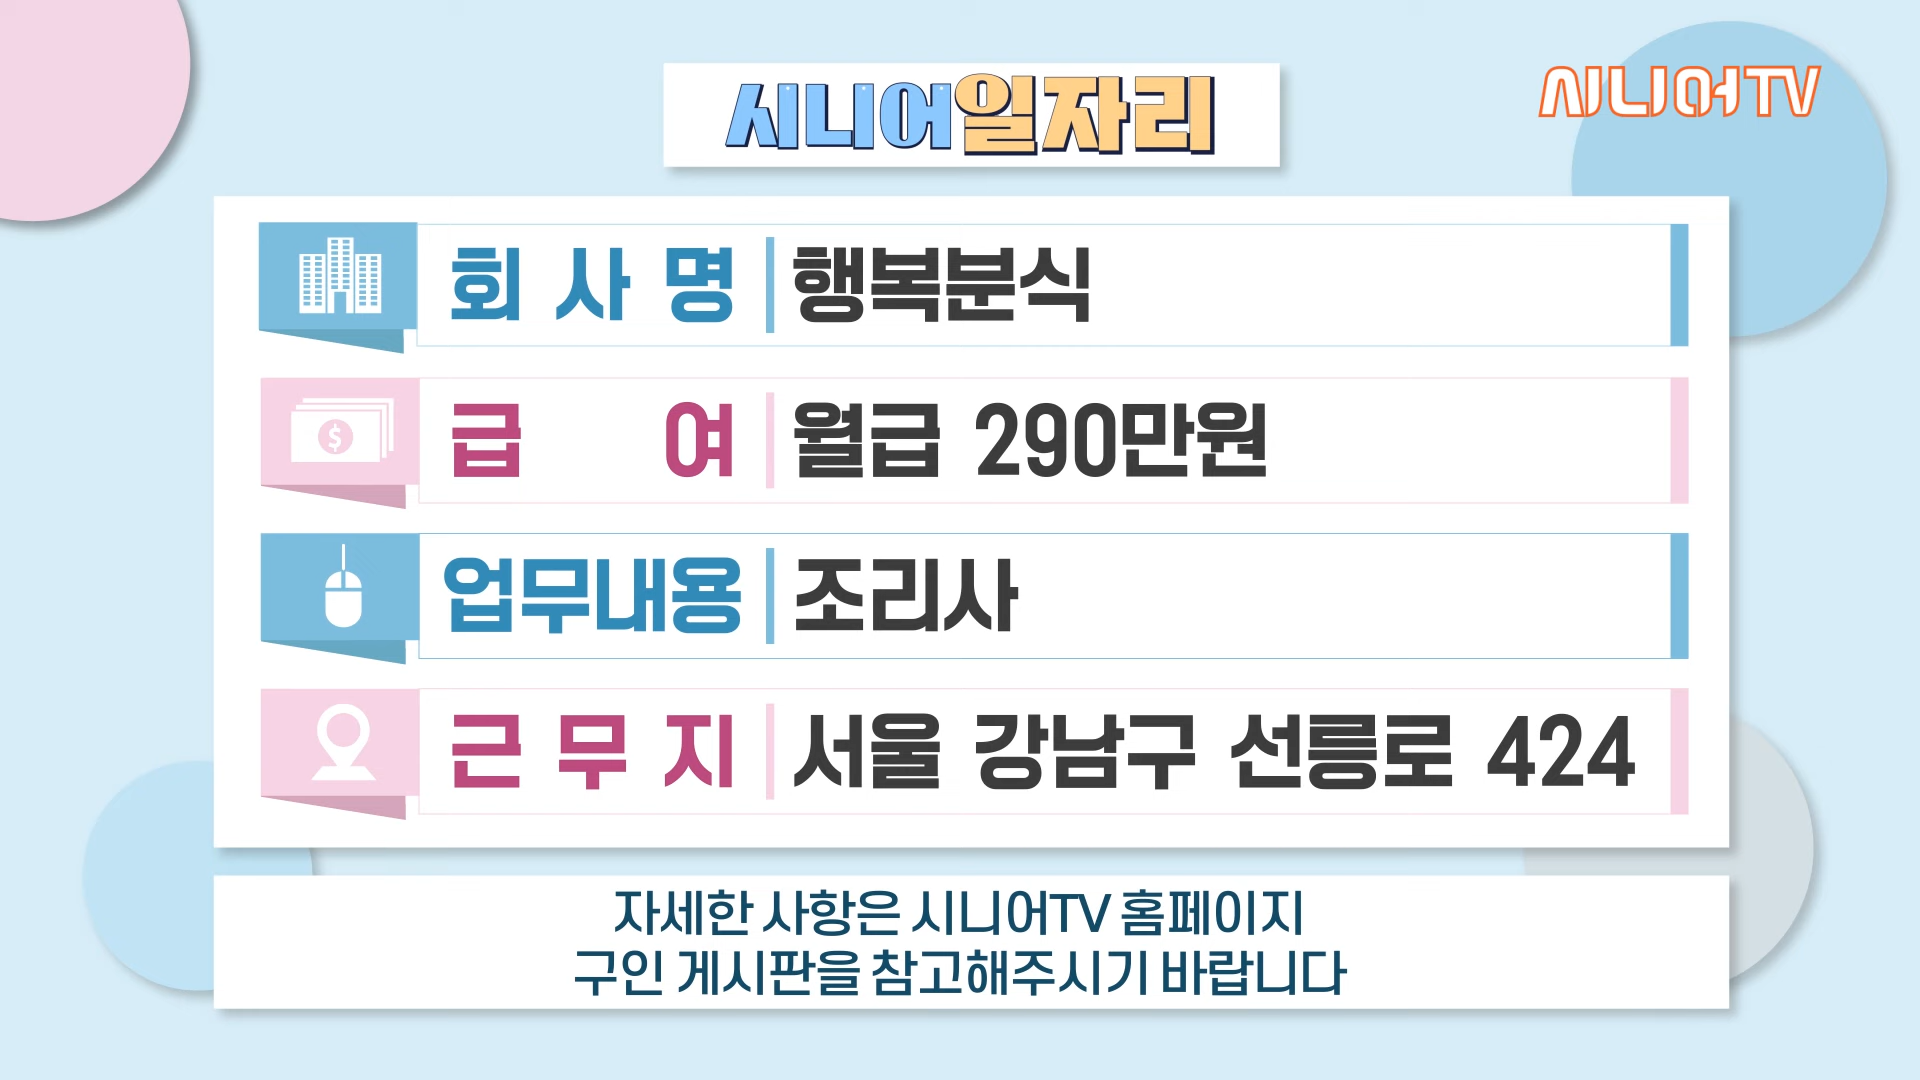 시니어일자리
시니어TV
회사명 행복분식
급여 월급 290만원
업무내용 조리사
근무지 서울 강남구 선릉로 424
자세한 사항은 시니어TV 홈페이지
구인 게시판을 참고해주시기 바랍니다